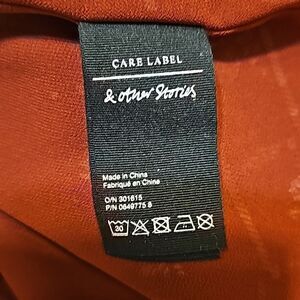 CARE LABEL
& other Stories
Made in China
Fabriqué en Chine
O/N 301615
P/N 0649775 8
30